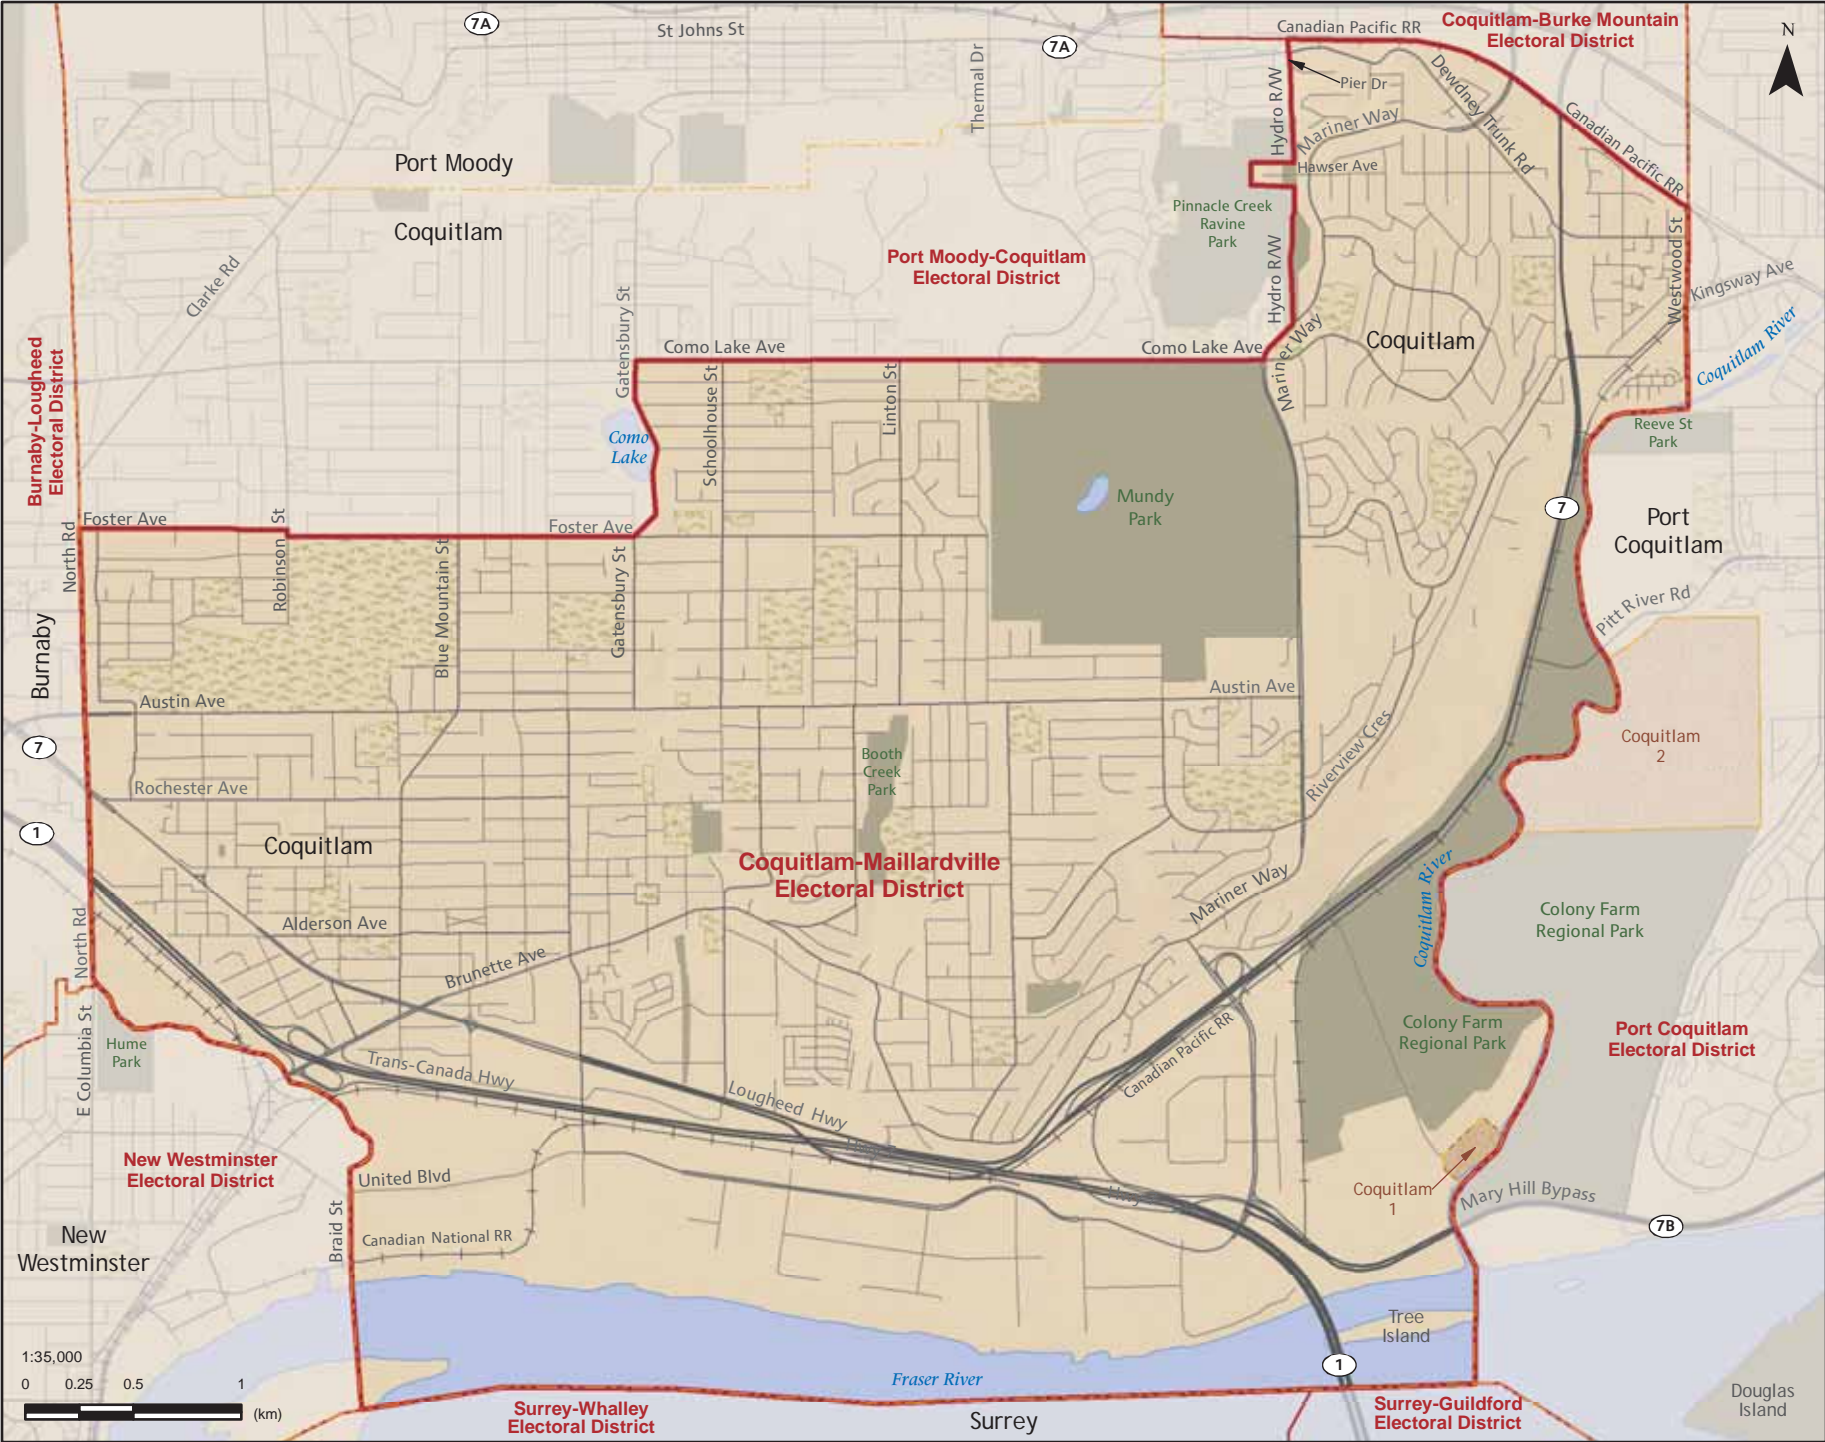 7A
St Johns St
7A
Thermal Dr
Canadian Pacific RR
Coquitlam-Burke Mountain
Electoral District
N
Pier Dr
Hydro R/W
Dewdney Trunk Rd
Mariner Way
Canadian Pacific RR
Hawser Ave
Port Moody
Coquitlam
Pinnacle Creek
Ravine
Park
Port Moody-Coquitlam
Electoral District
Hydro R/W
Westwood St
Kingsway Ave
Coquitlam River
Clarke Rd
Gatensbury St
Como Lake Ave
Como Lake Ave
Mariner Way
Coquitlam
Burnaby-Lougheed
Electoral District
Como
Lake
Schoolhouse St
Linton St
Reeve St
Park
Mundy
Park
7
Port
Coquitlam
Foster Ave
Foster Ave
North Rd
Robinson St
Blue Mountain St
Gatensbury St
Pitt River Rd
Burnaby
Austin Ave
Austin Ave
7
Booth
Creek
Park
Riverview Cres
Coquitlam
2
Rochester Ave
1
Coquitlam
Coquitlam-Maillardville
Electoral District
Mariner Way
Coquitlam River
Colony Farm
Regional Park
North Rd
Alderson Ave
Brunette Ave
E Columbia St
Hume
Park
Canadian Pacific RR
Colony Farm
Regional Park
Port Coquitlam
Electoral District
Trans-Canada Hwy
Lougheed Hwy
New Westminster
Electoral District
United Blvd
Coquitlam
1
Mary Hill Bypass
7B
New
Westminster
Braid St
Canadian National RR
Tree
Island
1:35,000
0 0.25 0.5 1
(km)
1
Fraser River
Surrey-Whalley
Electoral District
Surrey
Surrey-Guildford
Electoral District
Douglas
Island